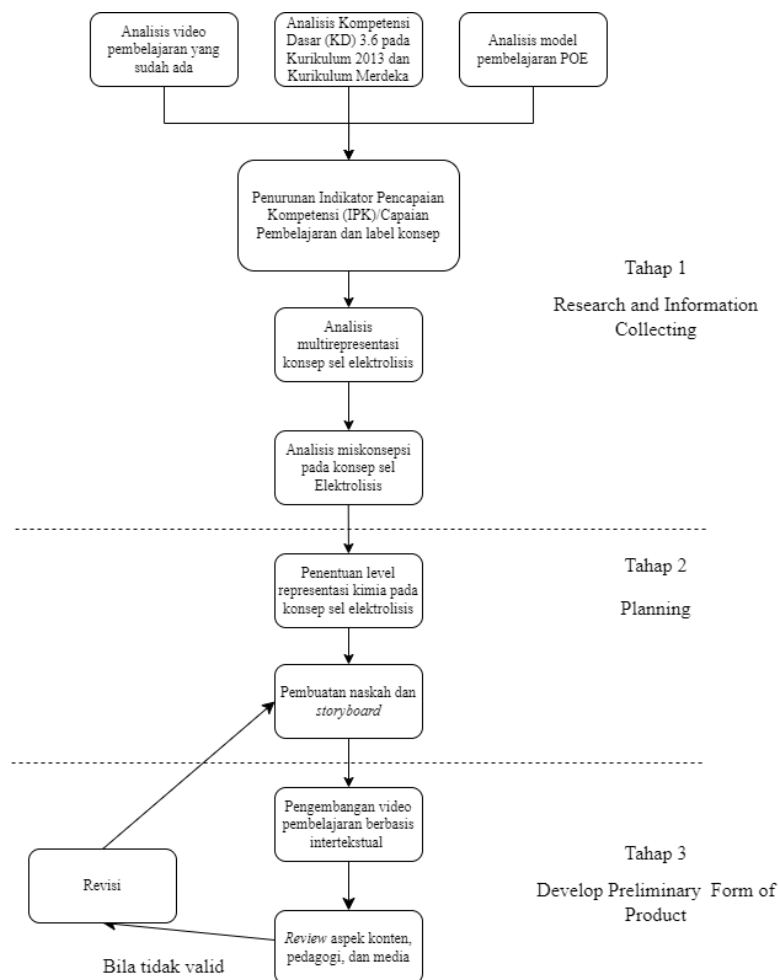 Analisis video
pembelajaran yang
sudah ada
Analisis Kompetensi
Dasar (KD) 3.6 pada
Kurikulum 2013 dan
Kurikulum Merdeka
Analisis model
pembelajaran POE
Penurunan Indikator Pencapaian
Kompetensi (IPK)/Capaian
Pembelajaran dan label konsep
Tahap 1
Research and Information
Collecting
Analisis
multirepresentasi
konsep sel elektrolisis
Analisis miskonsepsi
pada konsep sel
Elektrolisis
Penentuan level
representasi kimia pada
konsep sel elektrolisis
Tahap 2
Planning
Pembuatan naskah dan
storyboard
Pengembangan video
pembelajaran berbasis
intertekstual
Tahap 3
Develop Preliminary Form of
Product
Revisi
Review aspek konten,
pedagogi, dan media
Bila tidak valid